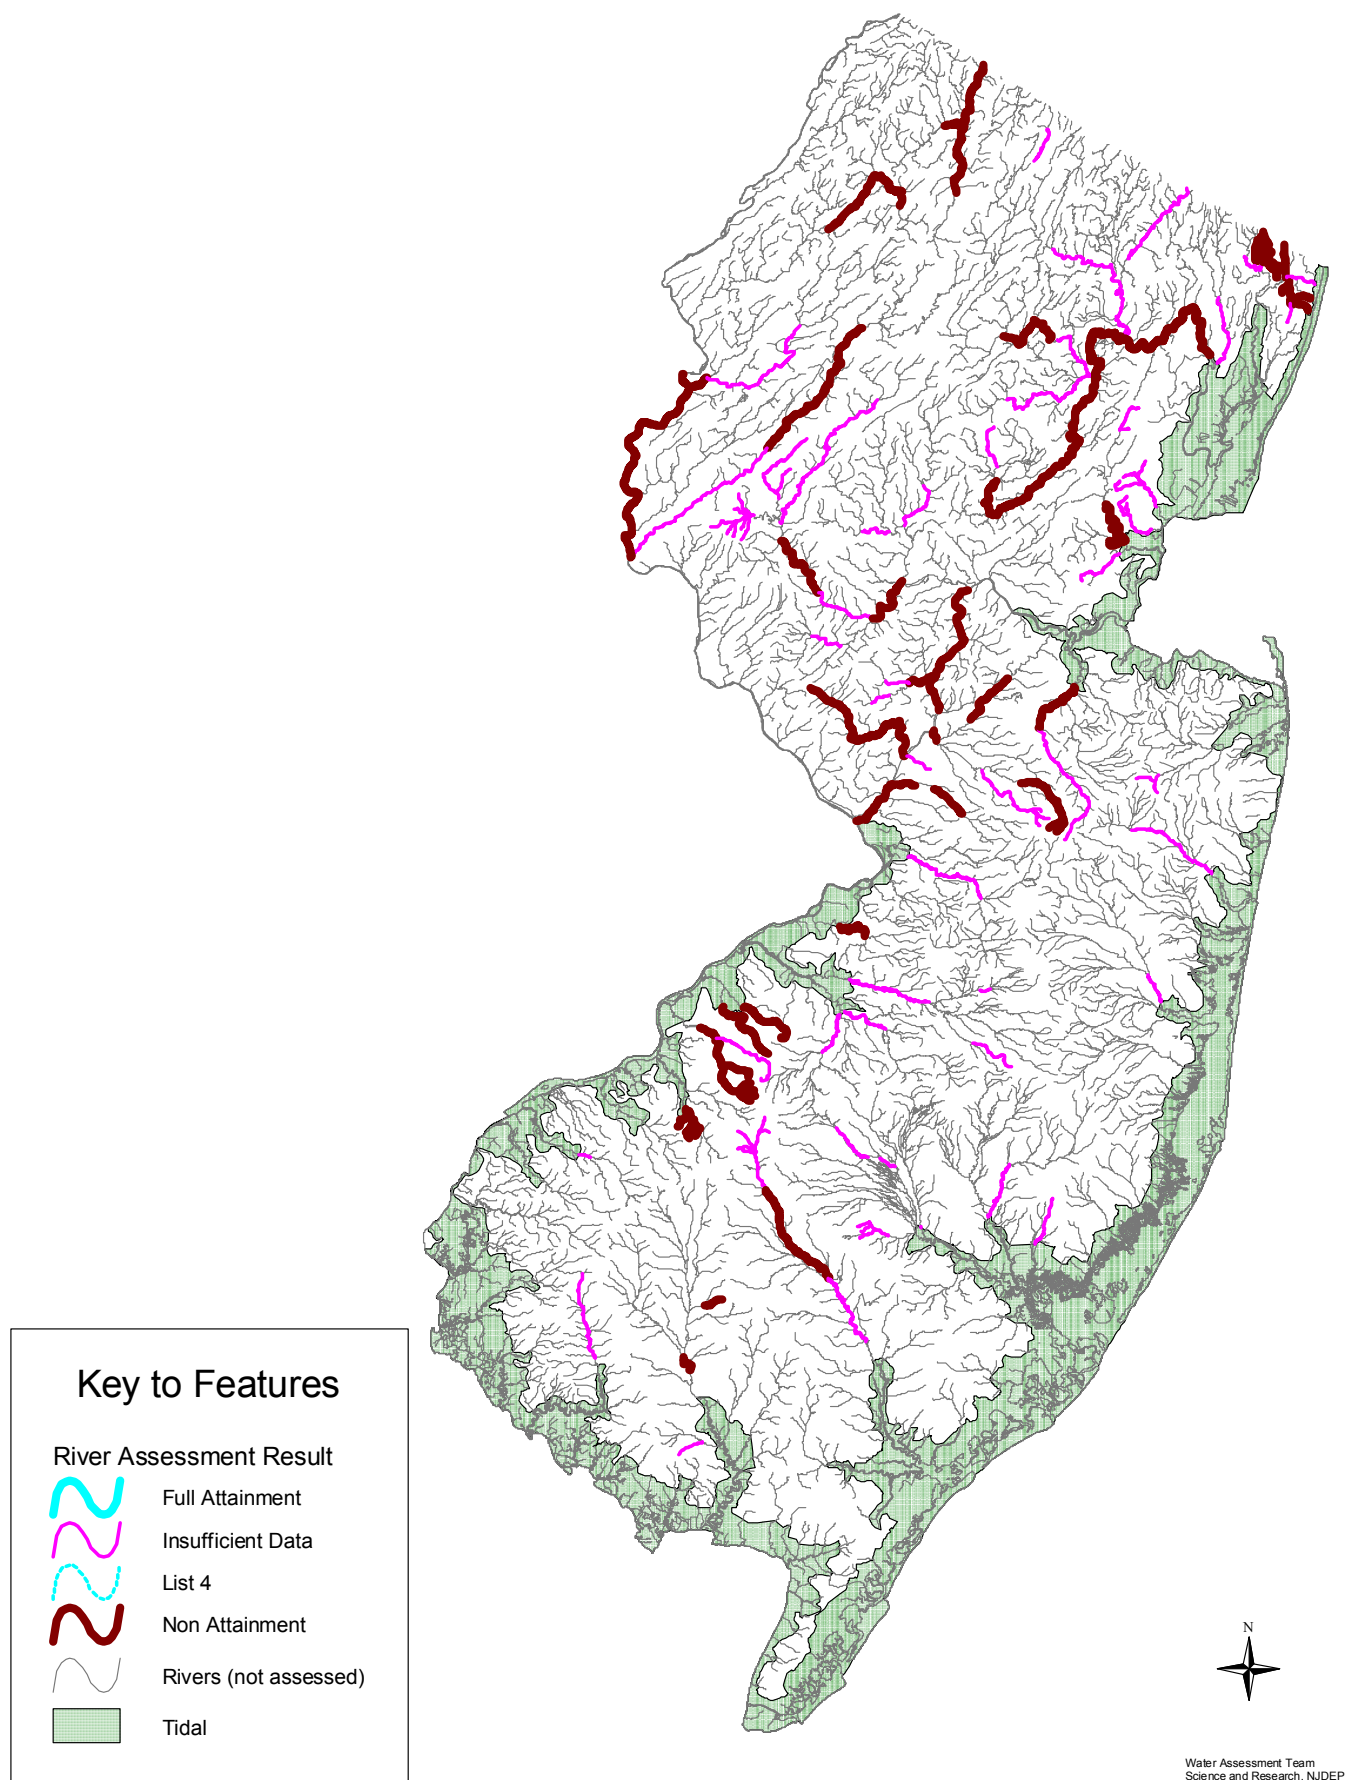 Key to Features
River Assessment Result
Full Attainment
Insufficient Data
List 4
Non Attainment
Rivers (not assessed)
Tidal
N
Water Assessment Team
Science and Research, NJDEP